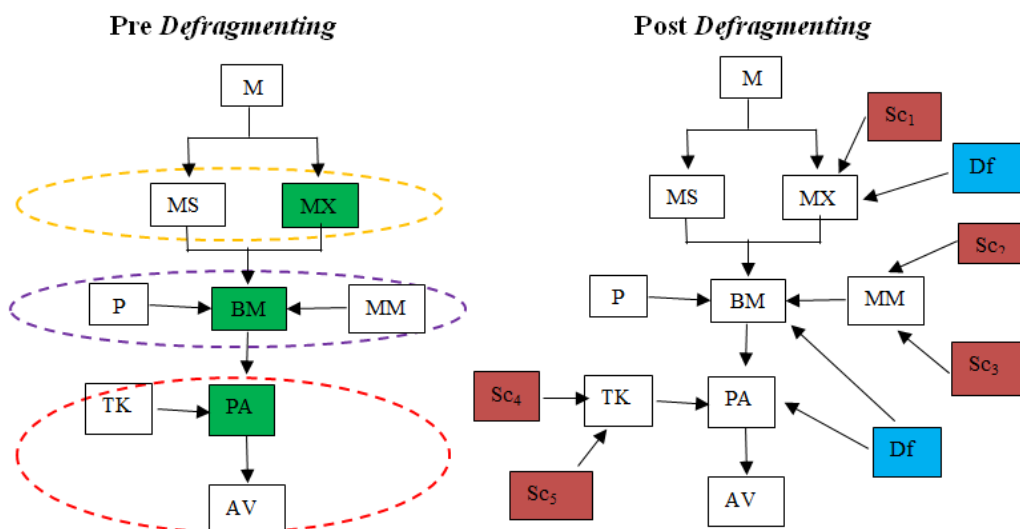 Pre Defragmenting
M
MS
MX
P
BM
MM
TK
PA
AV
Post Defragmenting
M
Sc₁
Df
MS
MX
Sc₂
P
BM
MM
Sc₃
Sc₄
TK
PA
Df
Sc₅
AV